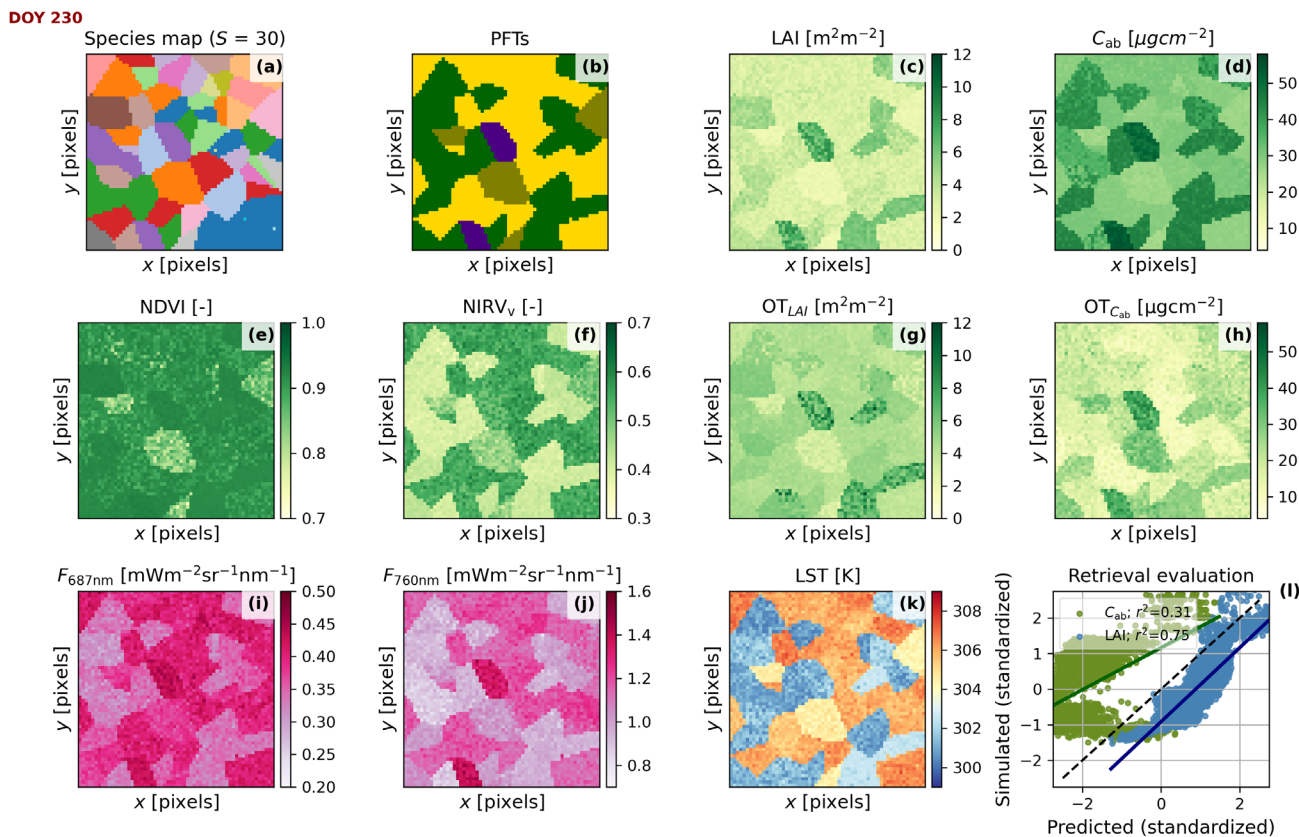 DOY 230
Species map (S = 30)
(a)
y [pixels]
x [pixels]
PFTs
(b)
y [pixels]
x [pixels]
LAI [m²m⁻²]
(c)
y [pixels]
x [pixels]
12
10
8
6
4
2
0
C_ab [μgcm⁻²]
(d)
y [pixels]
x [pixels]
50
40
30
20
10
NDVI [-]
(e)
y [pixels]
x [pixels]
1.0
0.9
0.8
0.7
NIRV_v [-]
(f)
y [pixels]
x [pixels]
0.7
0.6
0.5
0.4
0.3
OT_LAI [m²m⁻²]
(g)
y [pixels]
x [pixels]
12
10
8
6
4
2
0
OT_C_ab [μgcm⁻²]
(h)
y [pixels]
x [pixels]
50
40
30
20
10
F_687nm [mWm⁻²sr⁻¹nm⁻¹]
(i)
y [pixels]
x [pixels]
0.50
0.45
0.40
0.35
0.30
0.25
0.20
F_760nm [mWm⁻²sr⁻¹nm⁻¹]
(j)
y [pixels]
x [pixels]
1.6
1.4
1.2
1.0
0.8
LST [K]
(k)
y [pixels]
x [pixels]
308
306
304
302
300
Retrieval evaluation
(l)
C_ab; r²=0.31
LAI; r²=0.75
Simulated (standardized)
2
1
0
−1
−2
−2
0
2
Predicted (standardized)